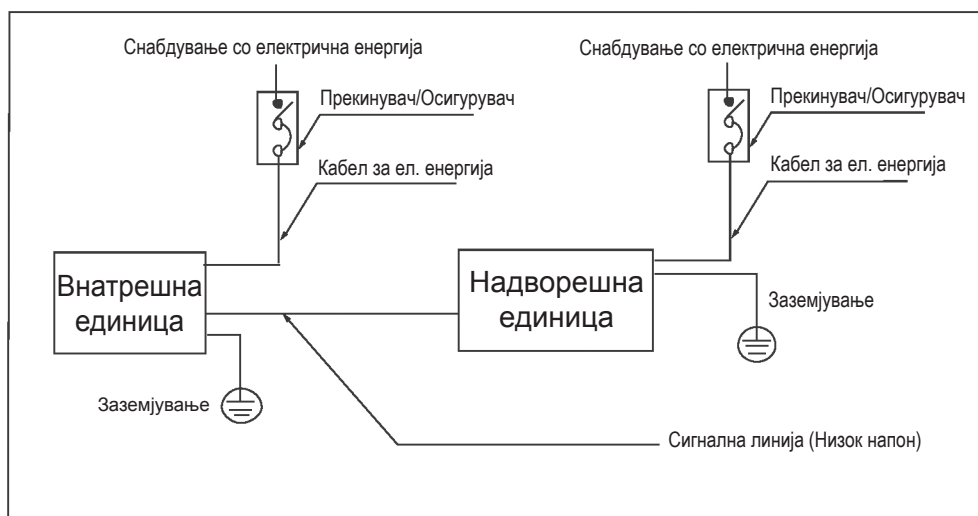 Снабдување со електрична енергија
Снабдување со електрична енергија
Прекинувач/Осигурувач
Прекинувач/Осигурувач
Кабел за ел. енергија
Кабел за ел. енергија
Внатрешна
единица
Надворешна
единица
Заземјување
Заземјување
Сигнална линија (Низок напон)